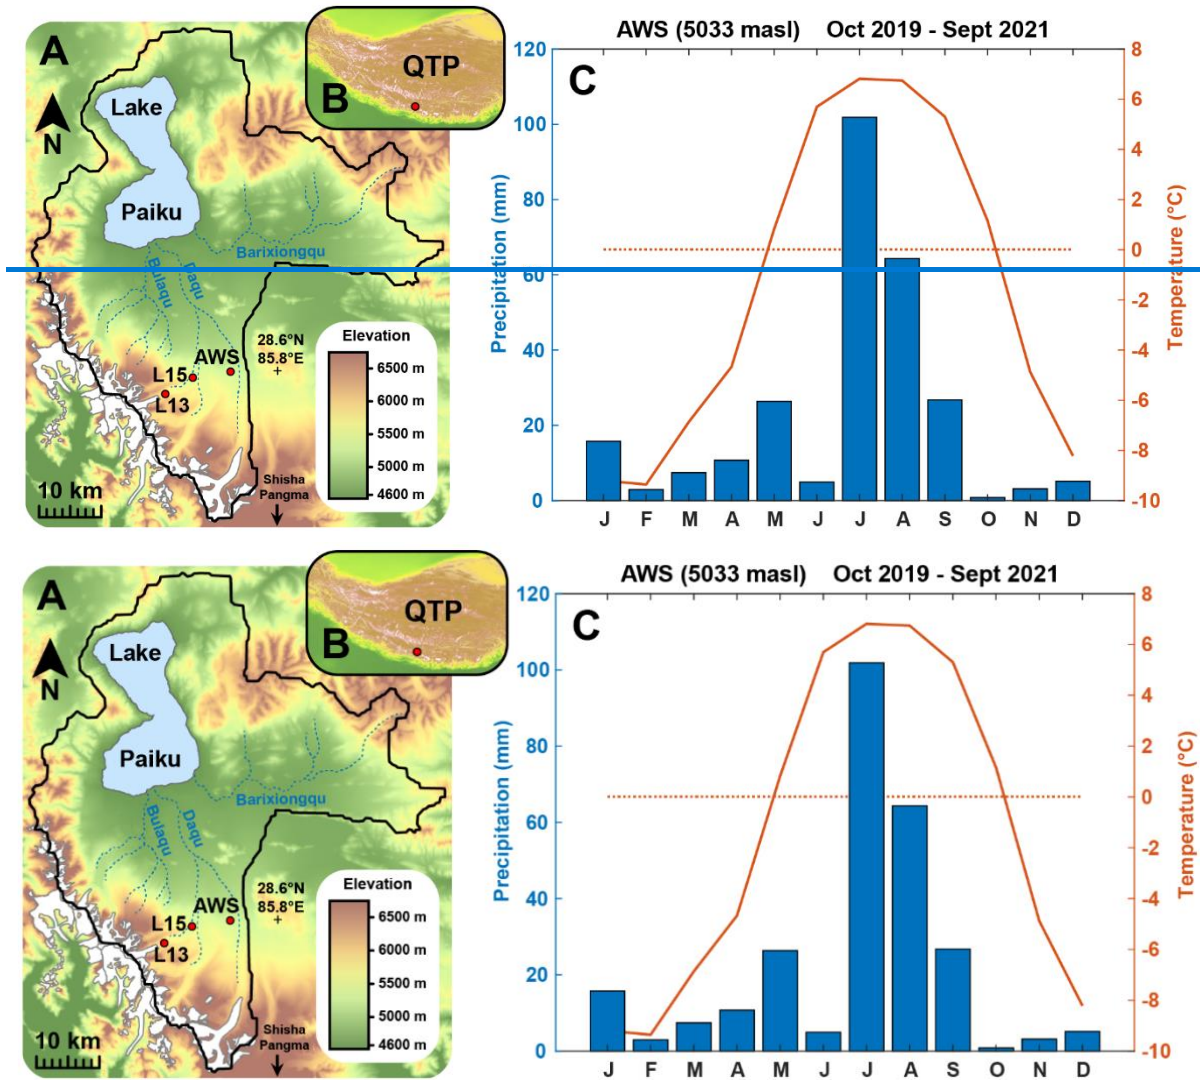 A
B
QTP
N
Lake
Paiku
Barixiongqu
Bulaqu
Daqu
28.6°N
85.8°E
+
AWS
L15
L13
Elevation
6500 m
6000 m
5500 m
5000 m
4600 m
10 km
Shisha
Pangma
AWS (5033 masl) Oct 2019 - Sept 2021
C
Precipitation (mm)
120
100
80
60
40
20
0
Temperature (°C)
8
6
4
2
0
-2
-4
-6
-8
-10
J F M A M J J A S O N D
A
B
QTP
N
Lake
Paiku
Barixiongqu
Bulaqu
Daqu
28.6°N
85.8°E
+
AWS
L15
L13
Elevation
6500 m
6000 m
5500 m
5000 m
4600 m
10 km
Shisha
Pangma
AWS (5033 masl) Oct 2019 - Sept 2021
C
Precipitation (mm)
120
100
80
60
40
20
0
Temperature (°C)
8
6
4
2
0
-2
-4
-6
-8
-10
J F M A M J J A S O N D